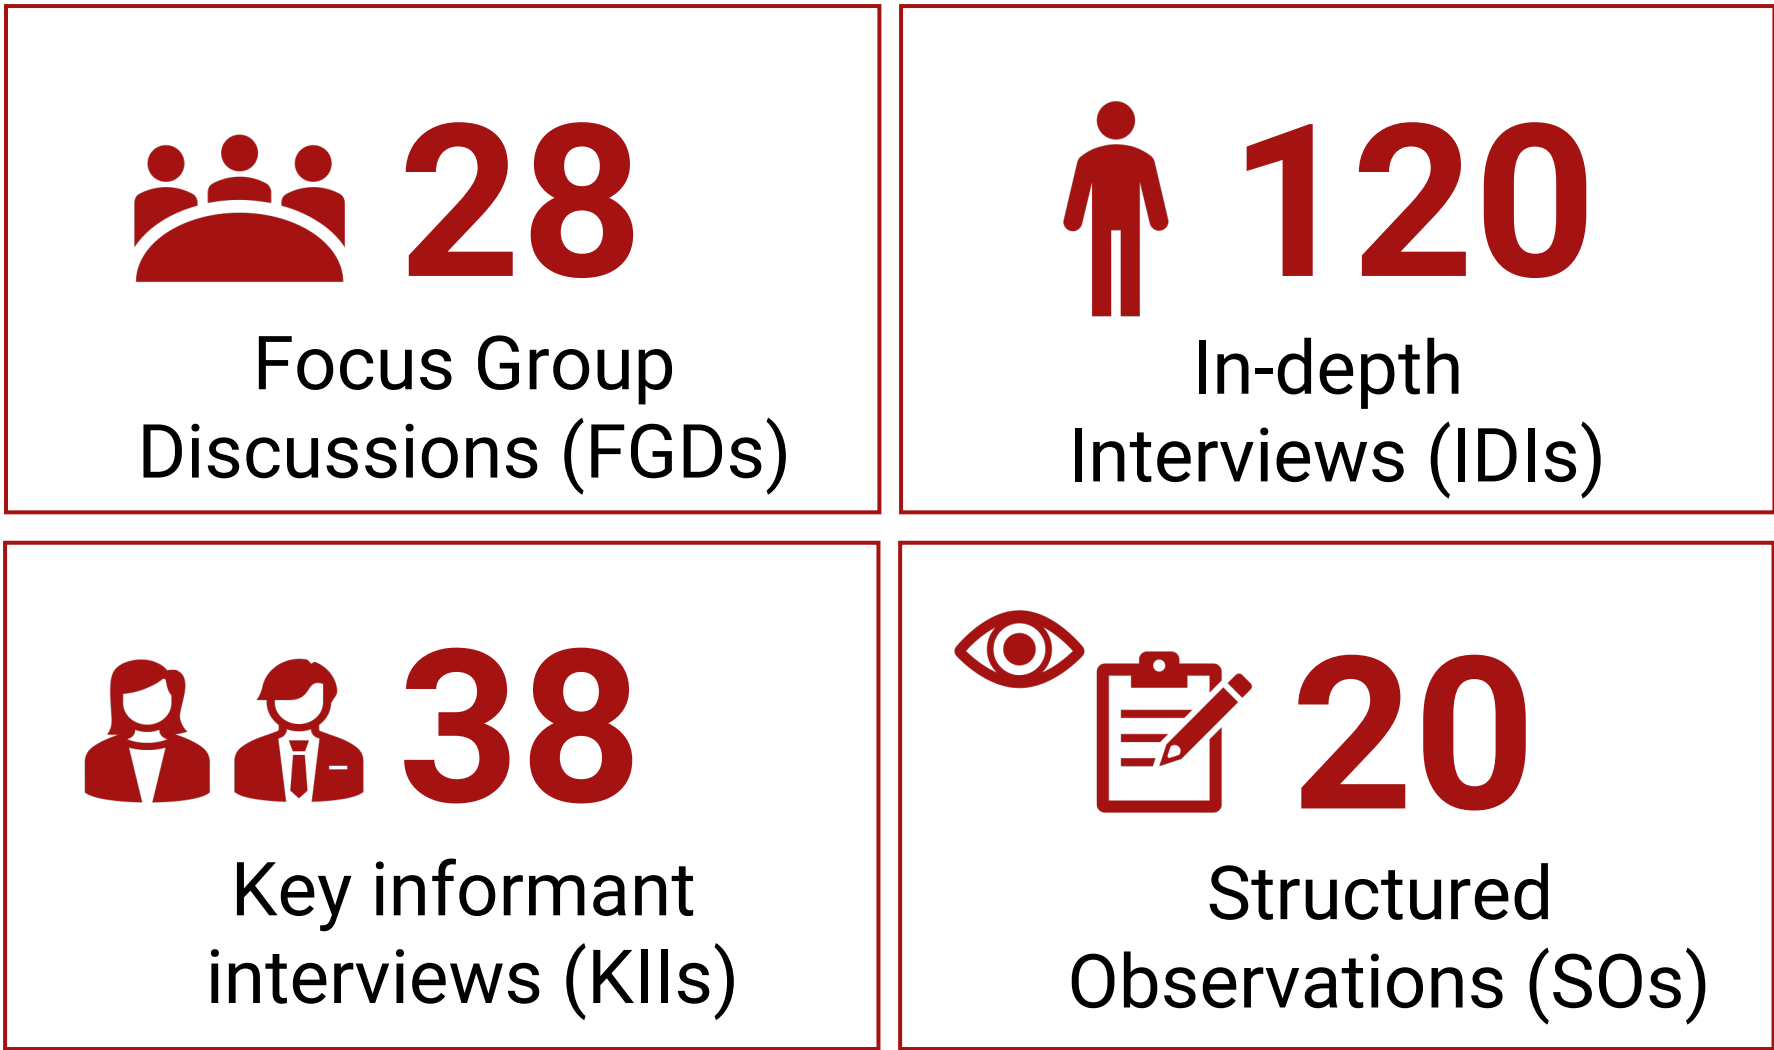 28
Focus Group
Discussions (FGDs)
120
In-depth
Interviews (IDIs)
38
Key informant
interviews (KIIs)
20
Structured
Observations (SOs)